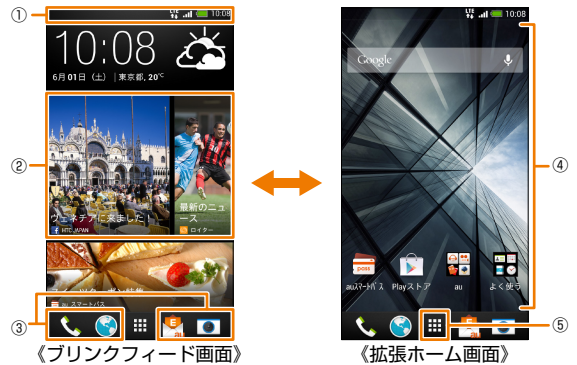 ①
LTE 10:08
10:08
6月01日（土）｜東京都, 20℃
②
ヴェネチアに来ました！
HTC JAPAN
最新のニュ
ース
ロイター
au スマートパス
③
E
au
《ブリンクフィード画面》
LTE 10:08
Google
④
pass
auスマートパス
Playストア
au
よく使う
E
au
⑤
《拡張ホーム画面》